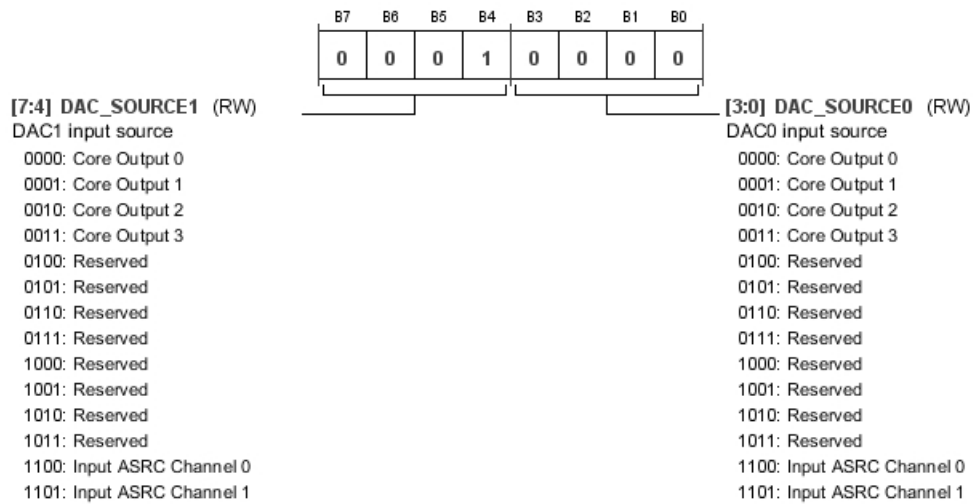 B7 B6 B5 B4 B3 B2 B1 B0
0 0 0 1 0 0 0 0
[7:4] DAC_SOURCE1 (RW)
DAC1 input source
0000: Core Output 0
0001: Core Output 1
0010: Core Output 2
0011: Core Output 3
0100: Reserved
0101: Reserved
0110: Reserved
0111: Reserved
1000: Reserved
1001: Reserved
1010: Reserved
1011: Reserved
1100: Input ASRC Channel 0
1101: Input ASRC Channel 1
[3:0] DAC_SOURCE0 (RW)
DAC0 input source
0000: Core Output 0
0001: Core Output 1
0010: Core Output 2
0011: Core Output 3
0100: Reserved
0101: Reserved
0110: Reserved
0111: Reserved
1000: Reserved
1001: Reserved
1010: Reserved
1011: Reserved
1100: Input ASRC Channel 0
1101: Input ASRC Channel 1